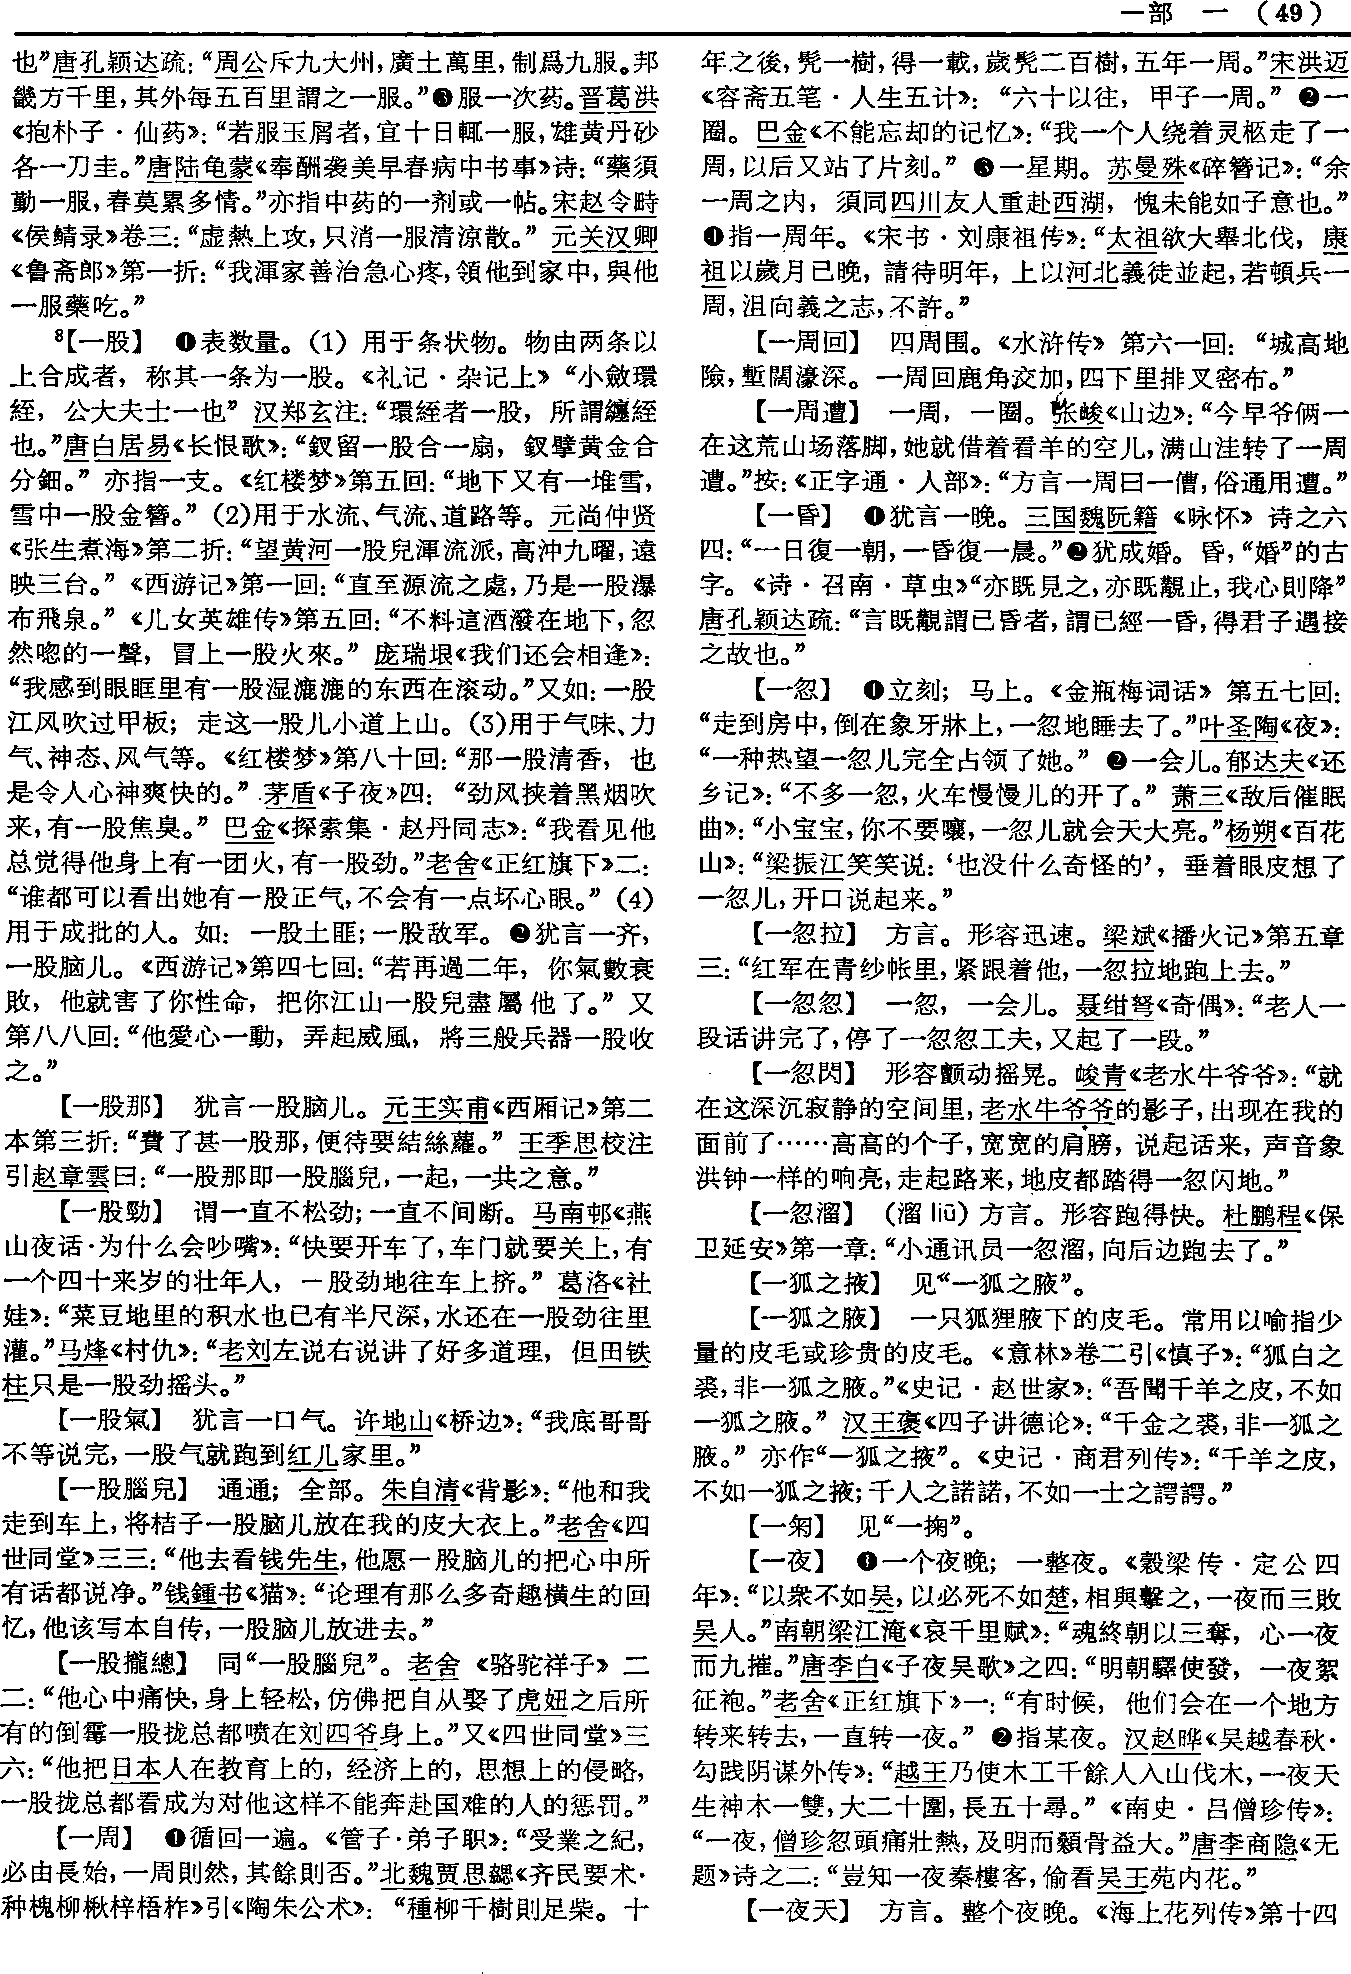 一部　一　（49）
也”唐孔颖达疏：“周公斥九大州，廣土萬里，制爲九服。邦
畿方千里，其外每五百里謂之一服。”❸服一次药。晋葛洪
《抱朴子·仙药》：“若服玉屑者，宜十日輒一服，雄黄丹砂
各一刀圭。”唐陆龟蒙《奉酬袭美早春病中书事》诗：“藥須
勤一服，春莫累多情。”亦指中药的一剂或一帖。宋赵令畤
《侯鲭录》卷三：“虚熱上攻，只消一服清涼散。”元关汉卿
《鲁斋郎》第一折：“我渾家善治急心疼，領他到家中，與他
一服藥吃。”
8【一股】　❶表数量。（1）用于条状物。物由两条以
上合成者，称其一条为一股。《礼记·杂记上》“小斂環
絰，公大夫士一也”汉郑玄注：“環絰者一股，所謂纏絰
也。”唐白居易《长恨歌》：“釵留一股合一扇，釵擘黄金合
分鈿。”亦指一支。《红楼梦》第五回：“地下又有一堆雪，
雪中一股金簪。”（2）用于水流、气流、道路等。元尚仲贤
《张生煮海》第二折：“望黄河一股兒渾流派，高沖九曜，遠
映三台。”《西游记》第一回：“直至源流之處，乃是一股瀑
布飛泉。”《儿女英雄传》第五回：“不料這酒潑在地下，忽
然唿的一聲，冒上一股火來。”庞瑞垠《我们还会相逢》：
“我感到眼眶里有一股湿漉漉的东西在滚动。”又如：一股
江风吹过甲板；走这一股儿小道上山。（3）用于气味、力
气、神态、风气等。《红楼梦》第八十回：“那一股清香，也
是令人心神爽快的。”茅盾《子夜》四：“劲风挟着黑烟吹
来，有一股焦臭。”巴金《探索集·赵丹同志》：“我看见他
总觉得他身上有一团火，有一股劲。”老舍《正红旗下》二：
“谁都可以看出她有一股正气，不会有一点坏心眼。”（4）
用于成批的人。如：一股土匪；一股敌军。❷犹言一齐，
一股脑儿。《西游记》第四七回：“若再過二年，你氣數衰
敗，他就害了你性命，把你江山一股兒盡屬他了。”又
第八八回：“他愛心一動，弄起威風，將三般兵器一股收
之。”
【一股那】　犹言一股脑儿。元王实甫《西厢记》第二
本第三折：“費了甚一股那，便待要結絲蘿。”王季思校注
引赵章雲曰：“一股那即一股腦兒，一起，一共之意。”
【一股勁】　谓一直不松劲；一直不间断。马南邨《燕
山夜话·为什么会吵嘴》：“快要开车了，车门就要关上，有
一个四十来岁的壮年人，一股劲地往车上挤。”葛洛《社
娃》：“菜豆地里的积水也已有半尺深，水还在一股劲往里
灌。”马烽《村仇》：“老刘左说右说讲了好多道理，但田铁
柱只是一股劲摇头。”
【一股氣】　犹言一口气。许地山《桥边》：“我底哥哥
不等说完，一股气就跑到红儿家里。”
【一股腦兒】　通通；全部。朱自清《背影》：“他和我
走到车上，将桔子一股脑儿放在我的皮大衣上。”老舍《四
世同堂》三三：“他去看钱先生，他愿一股脑儿的把心中所
有话都说净。”钱鍾书《猫》：“论理有那么多奇趣横生的回
忆，他该写本自传，一股脑儿放进去。”
【一股攏總】　同“一股腦兒”。老舍《骆驼祥子》二
二：“他心中痛快，身上轻松，仿佛把自从娶了虎妞之后所
有的倒霉一股拢总都喷在刘四爷身上。”又《四世同堂》三
六：“他把日本人在教育上的，经济上的，思想上的侵略，
一股拢总都看成为对他这样不能奔赴国难的人的惩罚。”
【一周】　❶循回一遍。《管子·弟子职》：“受業之紀，
必由長始，一周則然，其餘則否。”北魏贾思勰《齐民要术·
种槐柳楸梓梧柞》引《陶朱公术》：“種柳千樹則足柴。十
年之後，髡一樹，得一載，歲髡二百樹，五年一周。”宋洪迈
《容斋五笔·人生五计》：“六十以往，甲子一周。”❷一
圈。巴金《不能忘却的记忆》：“我一个人绕着灵柩走了一
周，以后又站了片刻。”❸一星期。苏曼殊《碎簪记》：“余
一周之内，須同四川友人重赴西湖，愧未能如子意也。”
❹指一周年。《宋书·刘康祖传》：“太祖欲大舉北伐，康
祖以歲月已晚，請待明年，上以河北義徒並起，若頓兵一
周，沮向義之志，不許。”
【一周回】　四周围。《水浒传》第六一回：“城高地
險，塹闊濠深。一周回鹿角交加，四下里排叉密布。”
【一周遭】　一周，一圈。张峻《山边》：“今早爷俩一
在这荒山场落脚，她就借着看羊的空儿，满山洼转了一周
遭。”按：《正字通·人部》：“方言一周曰一傮，俗通用遭。”
【一昏】　❶犹言一晚。三国魏阮籍《咏怀》诗之六
四：“一日復一朝，一昏復一晨。”❷犹成婚。昏，“婚”的古
字。《诗·召南·草虫》“亦既見之，亦既覯止，我心則降”
唐孔颖达疏：“言既覯謂已昏者，謂已經一昏，得君子遇接
之故也。”
【一忽】　❶立刻；马上。《金瓶梅词话》第五七回：
“走到房中，倒在象牙牀上，一忽地睡去了。”叶圣陶《夜》：
“一种热望一忽儿完全占领了她。”❷一会儿。郁达夫《还
乡记》：“不多一忽，火车慢慢儿的开了。”萧三《敌后催眠
曲》：“小宝宝，你不要嚷，一忽儿就会天大亮。”杨朔《百花
山》：“梁振江笑笑说：‘也没什么奇怪的’，垂着眼皮想了
一忽儿，开口说起来。”
【一忽拉】　方言。形容迅速。梁斌《播火记》第五章
三：“红军在青纱帐里，紧跟着他，一忽拉地跑上去。”
【一忽忽】　一忽，一会儿。聂绀弩《奇偶》：“老人一
段话讲完了，停了一忽忽工夫，又起了一段。”
【一忽閃】　形容颤动摇晃。峻青《老水牛爷爷》：“就
在这深沉寂静的空间里，老水牛爷爷的影子，出现在我的
面前了……高高的个子，宽宽的肩膀，说起话来，声音象
洪钟一样的响亮，走起路来，地皮都踏得一忽闪地。”
【一忽溜】　（溜 liū）方言。形容跑得快。杜鹏程《保
卫延安》第一章：“小通讯员一忽溜，向后边跑去了。”
【一狐之掖】　见“一狐之腋”。
【一狐之腋】　一只狐狸腋下的皮毛。常用以喻指少
量的皮毛或珍贵的皮毛。《意林》卷二引《慎子》：“狐白之
裘，非一狐之腋。”《史记·赵世家》：“吾聞千羊之皮，不如
一狐之腋。”汉王褒《四子讲德论》：“千金之裘，非一狐之
腋。”亦作“一狐之掖”。《史记·商君列传》：“千羊之皮，
不如一狐之掖；千人之諾諾，不如一士之諤諤。”
【一匊】　见“一掬”。
【一夜】　❶一个夜晚；一整夜。《穀梁传·定公四
年》：“以衆不如吴，以必死不如楚，相與擊之，一夜而三敗
吴人。”南朝梁江淹《哀千里赋》：“魂終朝以三奪，心一夜
而九摧。”唐李白《子夜吴歌》之四：“明朝驛使發，一夜絮
征袍。”老舍《正红旗下》一：“有时候，他们会在一个地方
转来转去，一直转一夜。”❷指某夜。汉赵晔《吴越春秋·
勾践阴谋外传》：“越王乃使木工千餘人入山伐木，一夜天
生神木一雙，大二十圍，長五十尋。”《南史·吕僧珍传》：
“一夜，僧珍忽頭痛壯熱，及明而顙骨益大。”唐李商隐《无
题》诗之二：“豈知一夜秦樓客，偷看吴王苑内花。”
【一夜天】　方言。整个夜晚。《海上花列传》第十四